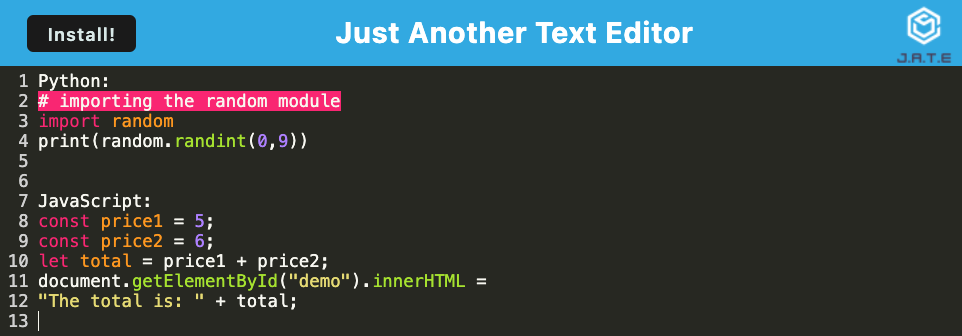 Install!
Just Another Text Editor
J.A.T.E
1 Python:
2 # importing the random module
3 import random
4 print(random.randint(0,9))
5
6
7 JavaScript:
8 const price1 = 5;
9 const price2 = 6;
10 let total = price1 + price2;
11 document.getElementById("demo").innerHTML =
12 "The total is: " + total;
13